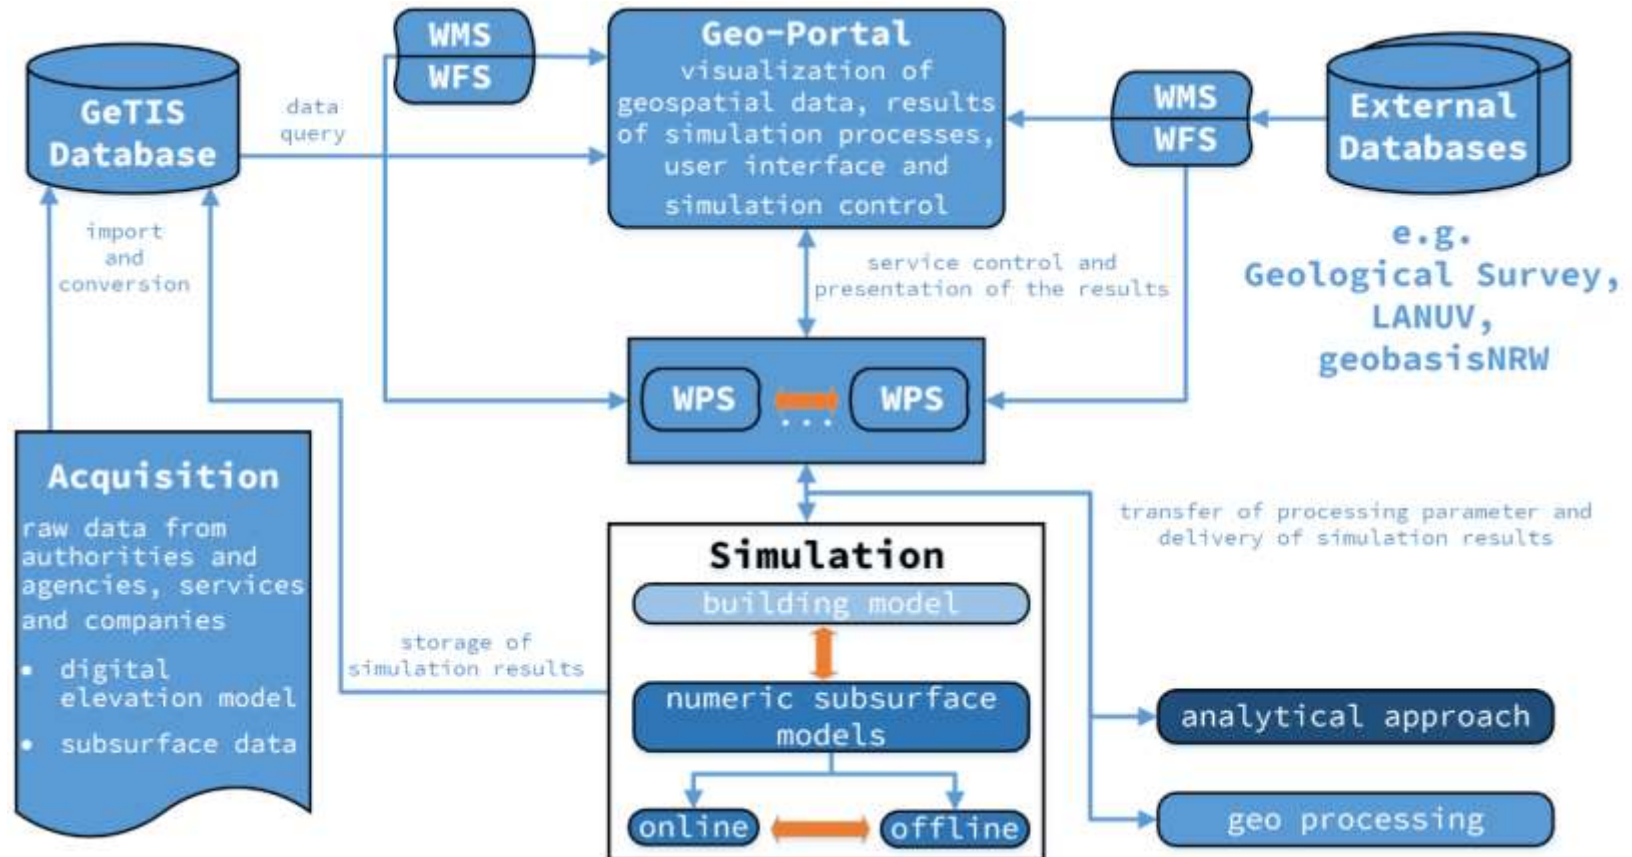 WMS
WFS
GeTIS
Database
data
query
Geo-Portal
visualization of
geospatial data, results
of simulation processes,
user interface and
simulation control
WMS
WFS
External
Databases
e.g.
Geological Survey,
LANUV,
geobasisNRW
import
and
conversion
service control and
presentation of the results
WPS
...
WPS
Acquisition
raw data from
authorities and
agencies, services
and companies
• digital
elevation model
• subsurface data
storage of
simulation results
transfer of processing parameter and
delivery of simulation results
Simulation
building model
numeric subsurface
models
online
offline
analytical approach
geo processing